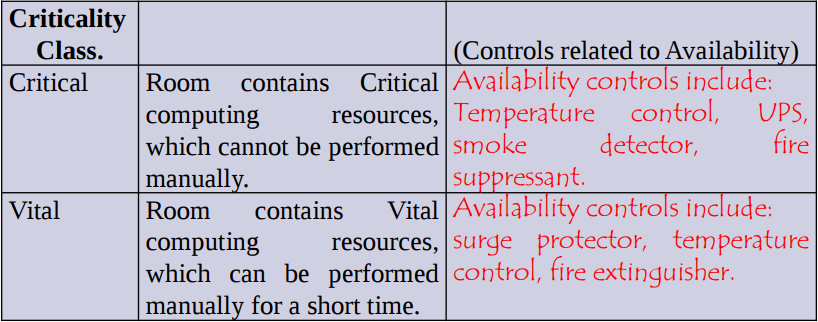 Criticality
Class.
(Controls related to Availability)
Critical
Room contains Critical
computing resources,
which cannot be performed
manually.
Availability controls include:
Temperature control, UPS,
smoke detector, fire
suppressant.
Vital
Room contains Vital
computing resources,
which can be performed
manually for a short time.
Availability controls include:
surge protector, temperature
control, fire extinguisher.